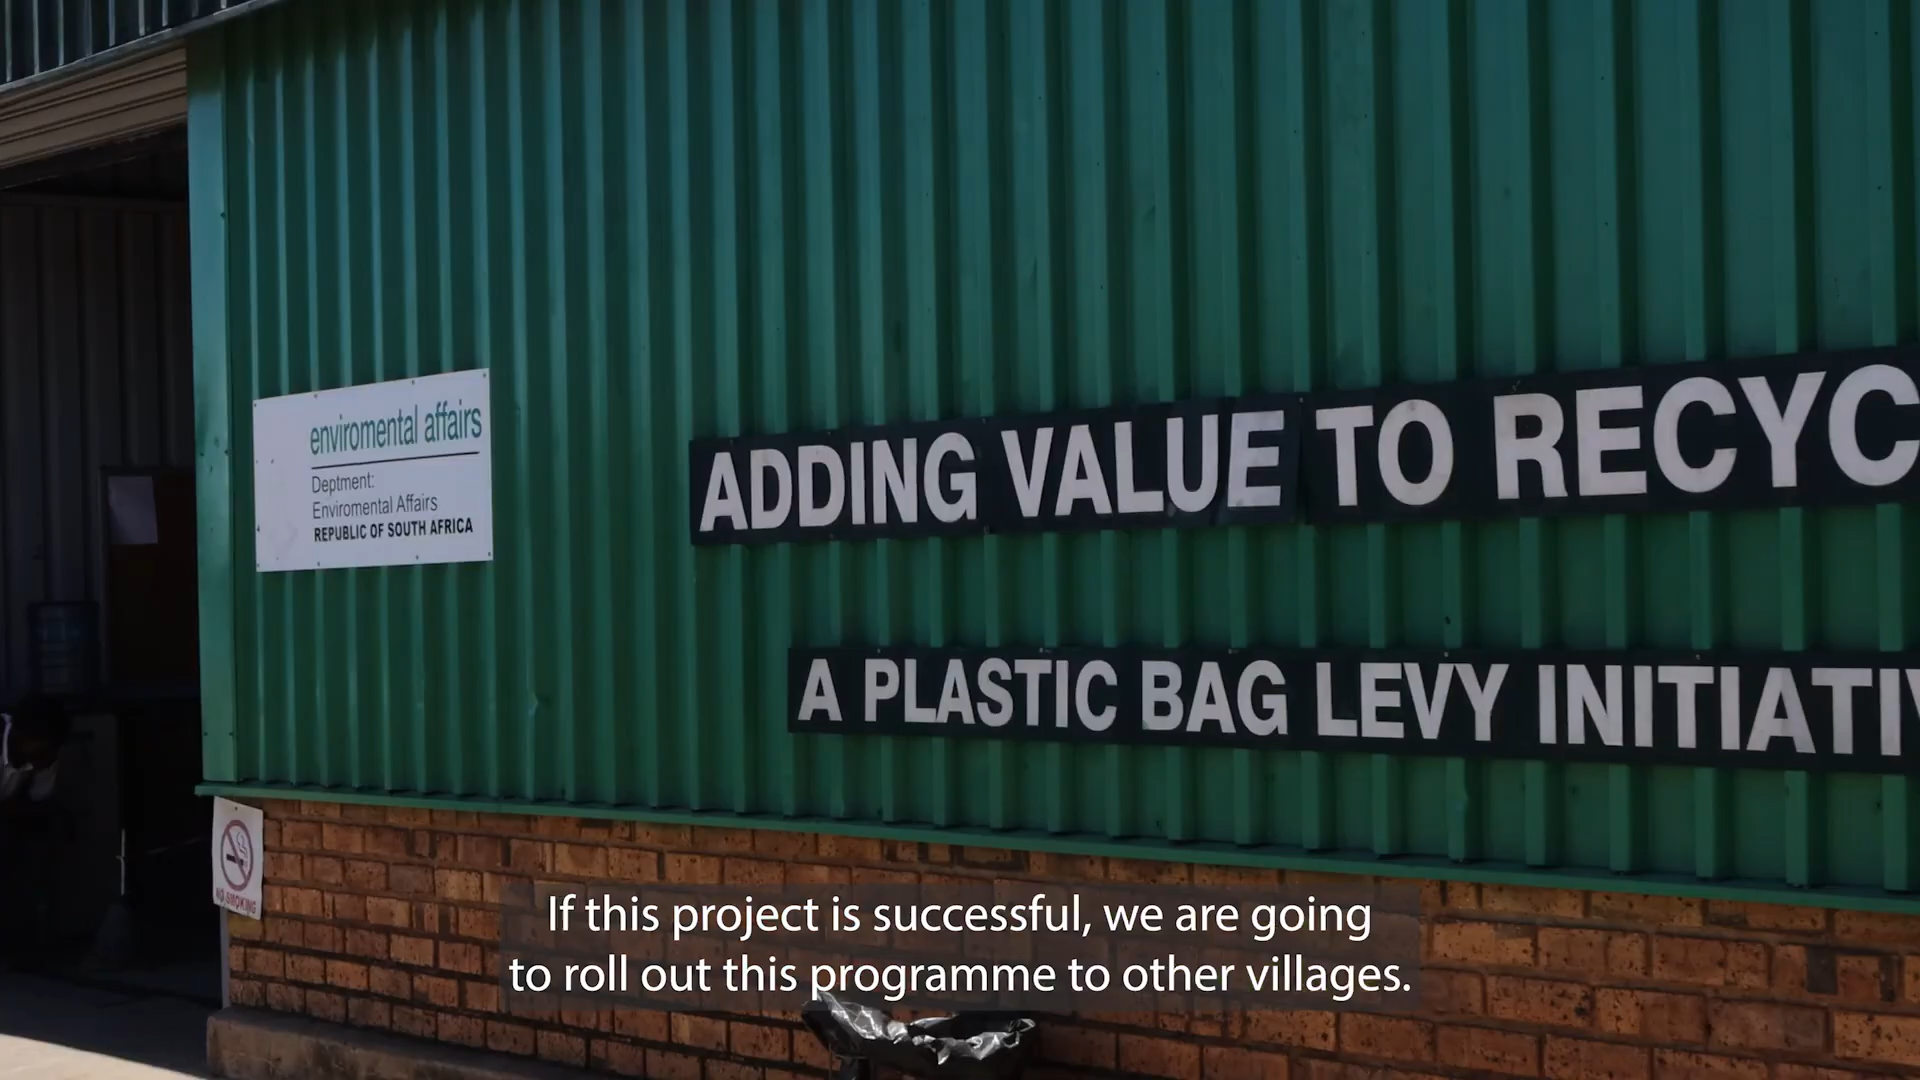 enviromental affairs
Deptment:
Enviromental Affairs
REPUBLIC OF SOUTH AFRICA
ADDING VALUE TO RECYC
A PLASTIC BAG LEVY INITIATIV
NO SMOKING
If this project is successful, we are going
to roll out this programme to other villages.